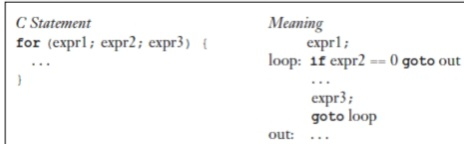 C Statement
for (expr1; expr2; expr3) {
...
}
Meaning
expr1;
loop: if expr2 == 0 goto out
...
expr3;
goto loop
out: ...